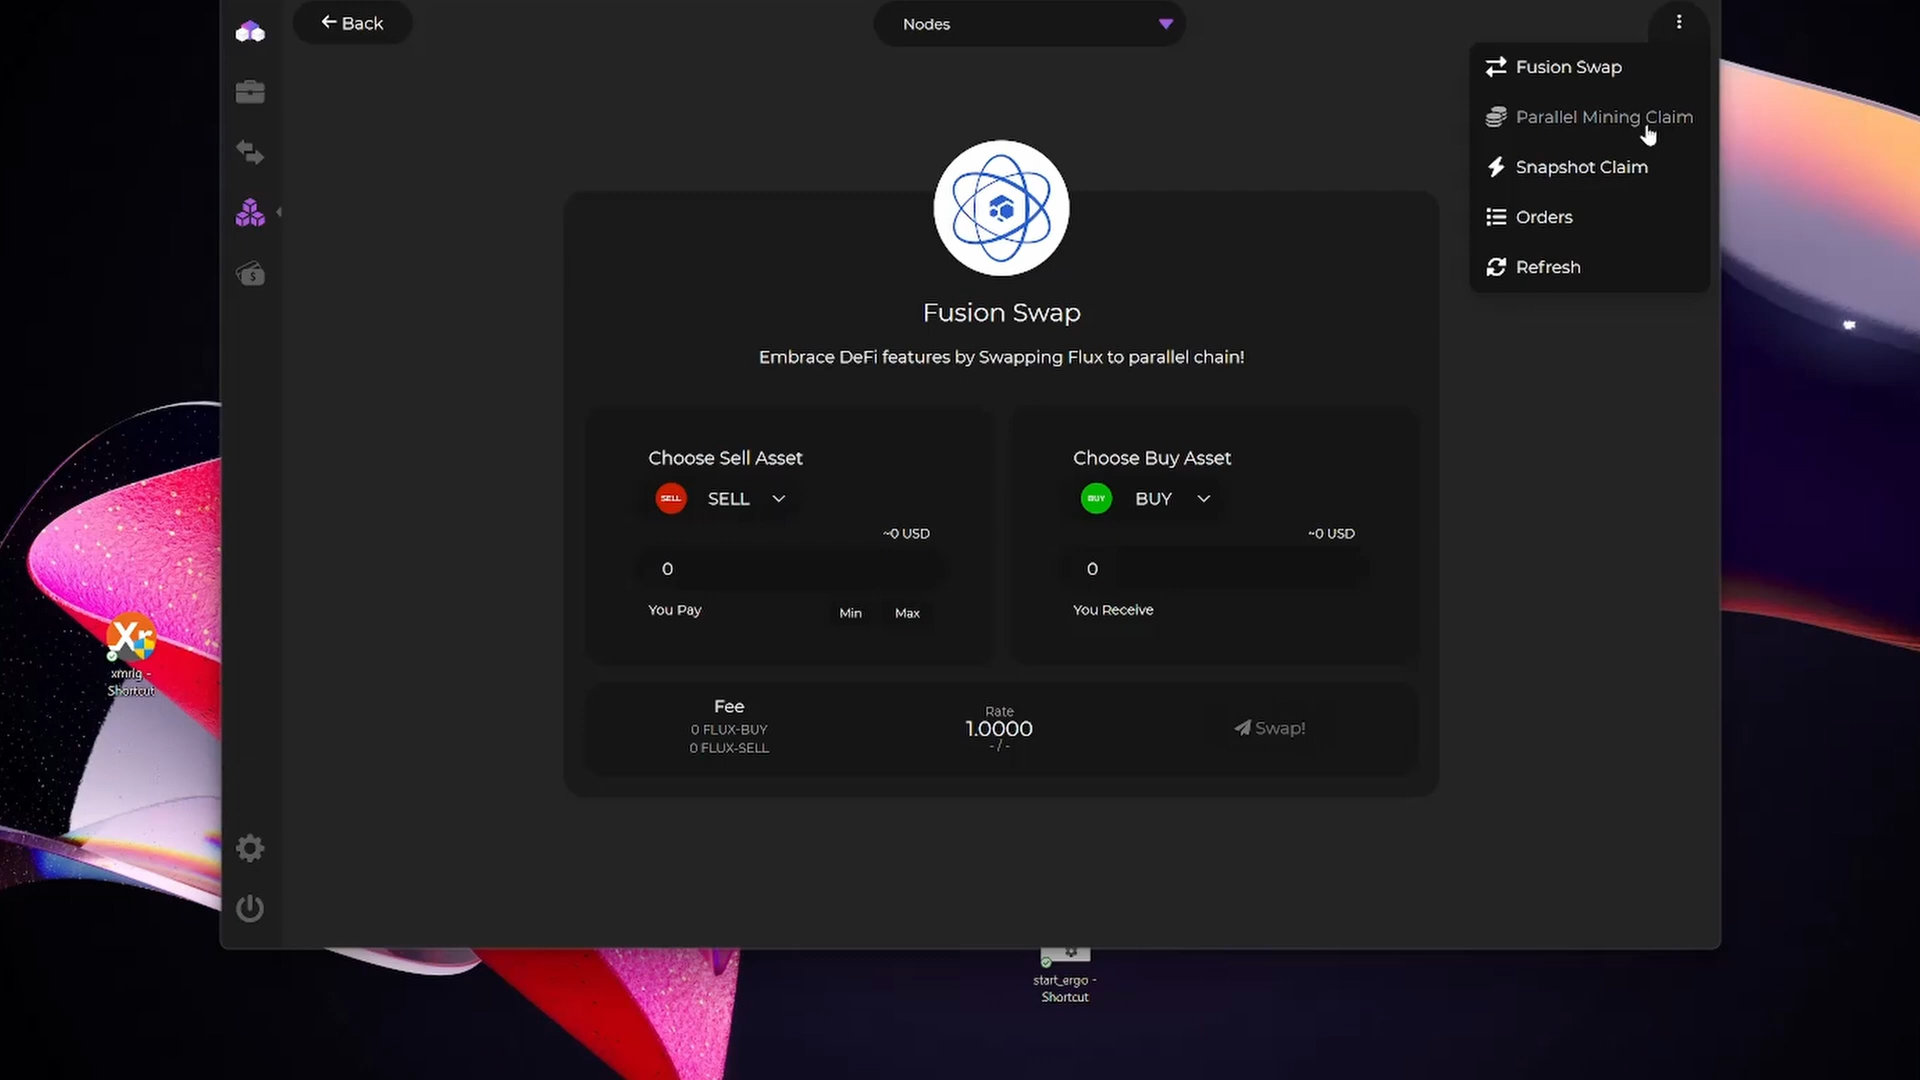 Back
Nodes
Fusion Swap
Parallel Mining Claim
Snapshot Claim
Orders
Refresh
Fusion Swap
Embrace DeFi features by Swapping Flux to parallel chain!
Choose Sell Asset
SELL
SELL
~0 USD
0
You Pay
Min
Max
Choose Buy Asset
BUY
BUY
~0 USD
0
You Receive
Fee
0 FLUX-BUY
0 FLUX-SELL
Rate
1.0000
- / -
Swap!
Xr
xmrig -
Shortcut
start_ergo -
Shortcut